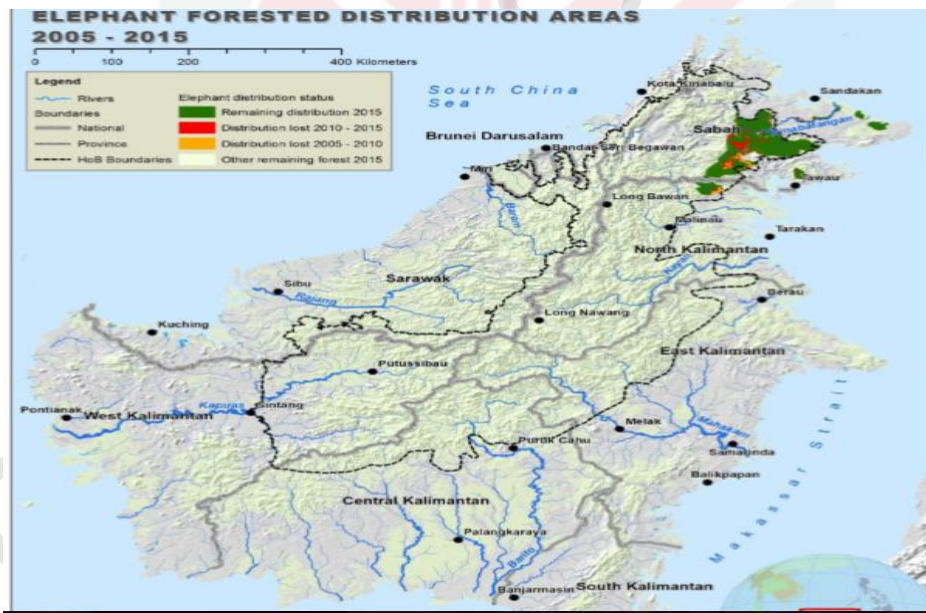 ELEPHANT FORESTED DISTRIBUTION AREAS
2005 - 2015
0 100 200 400 Kilometers
Legend
Rivers
Boundaries
National
Province
HoB Boundaries
Elephant distribution status
Remaining distribution 2015
Distribution lost 2010 - 2015
Distribution lost 2005 - 2010
Other remaining forest 2015
South China
Sea
Kota Kinabalu
Sandakan
Sabah
Brunei Darusalam
Bandar Seri Begawan
Miri
Tawau
Long Bawan
Baram
Malinau
Tarakan
North Kalimantan
Kayan
Sarawak
Sibu
Rajang
Berau
Long Nawang
Kuching
East Kalimantan
Putussibau
Kapuas
Sintang
Pontianak
West Kalimantan
Melak
Mahakam
Puruk Cahu
Samarinda
Balikpapan
Makassar Strait
Central Kalimantan
Palangkaraya
Barito
Banjarmasin
South Kalimantan